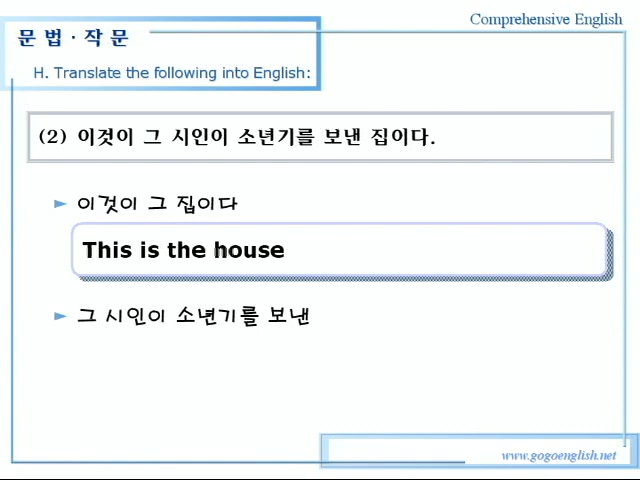 Comprehensive English
문 법 · 작 문
H. Translate the following into English:
(2) 이것이 그 시인이 소년기를 보낸 집이다.
► 이것이 그 집이다
This is the house
► 그 시인이 소년기를 보낸
www.gogoenglish.net